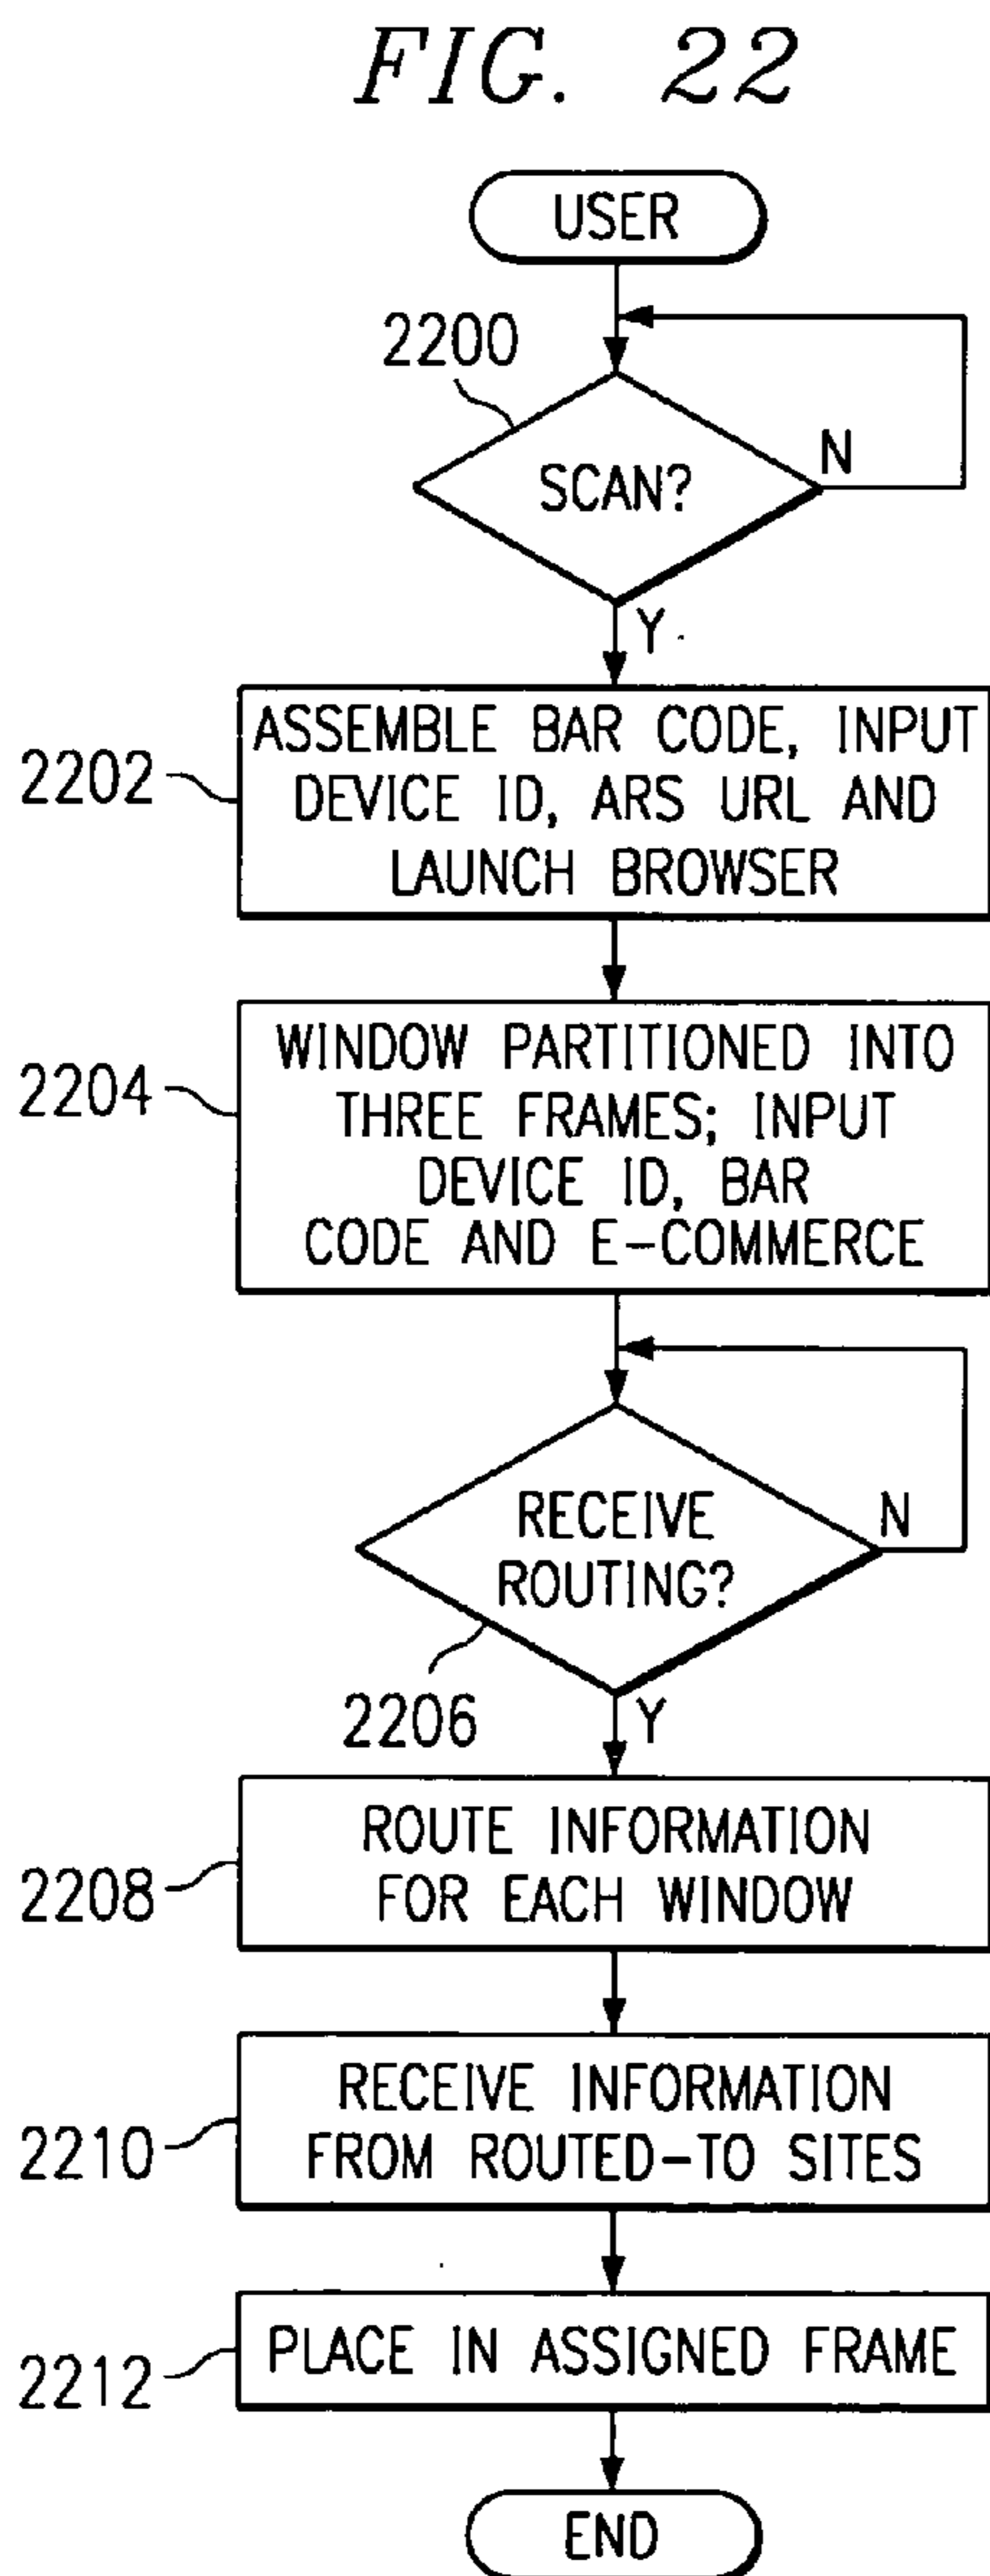 FIG. 22
USER
2200
SCAN?
N
Y
2202
ASSEMBLE BAR CODE, INPUT
DEVICE ID, ARS URL AND
LAUNCH BROWSER
2204
WINDOW PARTITIONED INTO
THREE FRAMES; INPUT
DEVICE ID, BAR
CODE AND E-COMMERCE
RECEIVE
ROUTING?
N
2206
Y
2208
ROUTE INFORMATION
FOR EACH WINDOW
2210
RECEIVE INFORMATION
FROM ROUTED-TO SITES
2212
PLACE IN ASSIGNED FRAME
END